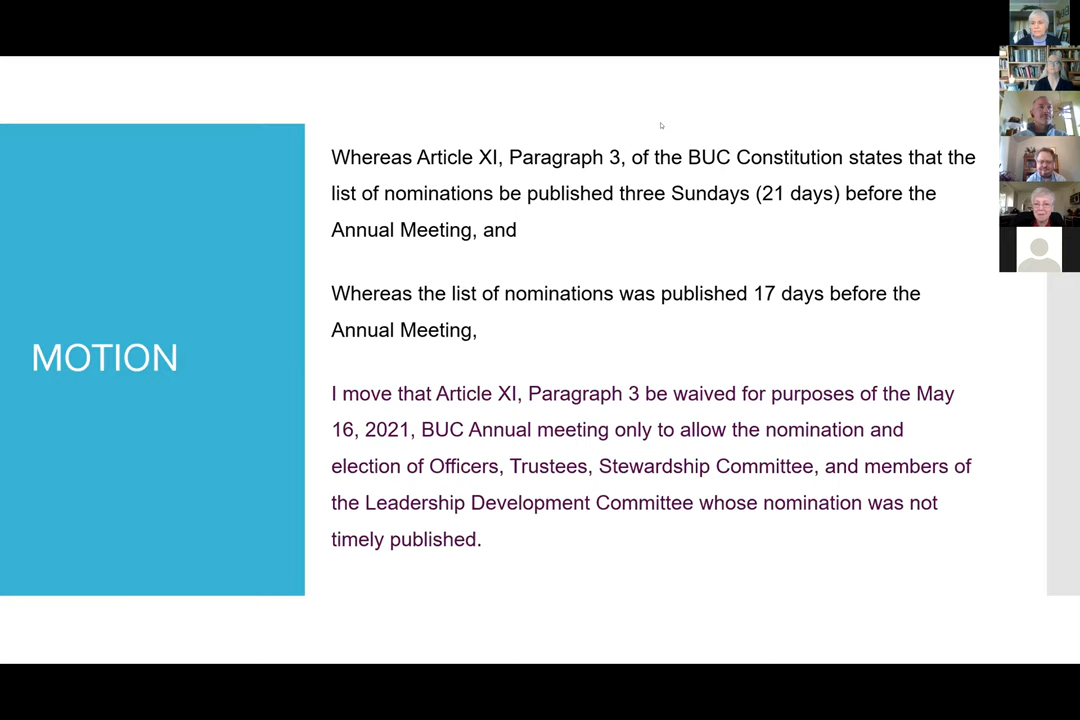 MOTION
Whereas Article XI, Paragraph 3, of the BUC Constitution states that the
list of nominations be published three Sundays (21 days) before the
Annual Meeting, and
Whereas the list of nominations was published 17 days before the
Annual Meeting,
I move that Article XI, Paragraph 3 be waived for purposes of the May
16, 2021, BUC Annual meeting only to allow the nomination and
election of Officers, Trustees, Stewardship Committee, and members of
the Leadership Development Committee whose nomination was not
timely published.